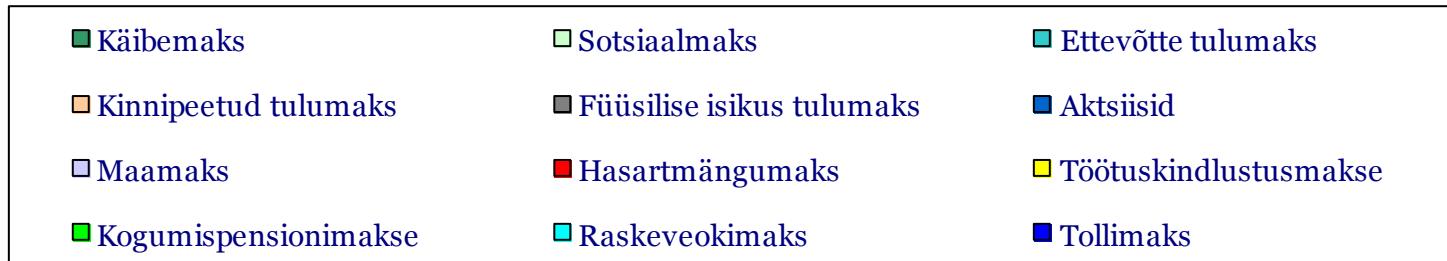 Käibemaks Sotsiaalmaks Ettevõtte tulumaks
Kinnipeetud tulumaks Füüsilise isikus tulumaks Aktsiisid
Maamaks Hasartmängumaks Töötuskindlustusmakse
Kogumispensionimakse Raskeveokimaks Tollimaks